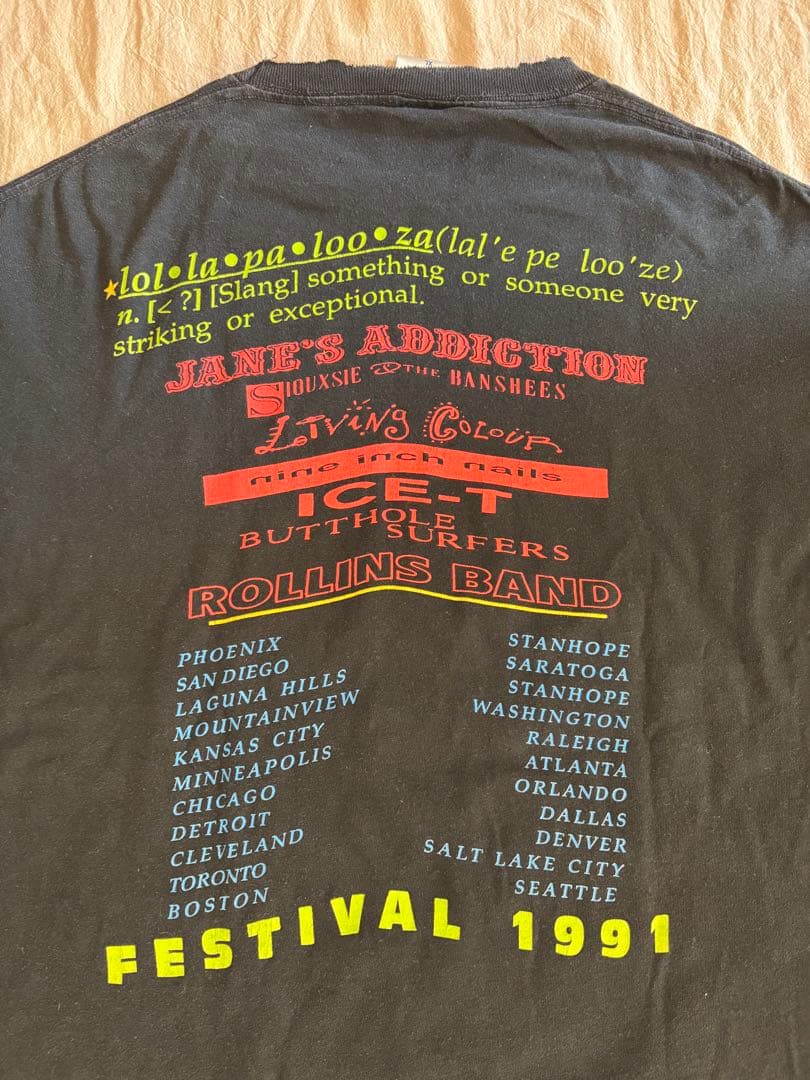 lol•la•pa•loo•za(lal'e pe loo'ze)
n. [< ?] [Slang] something or someone very
striking or exceptional.
JANE'S ADDICTION
SIOUXSIE & THE BANSHEES
LIVING COLOUR
nine inch nails
ICE-T
BUTTHOLE SURFERS
ROLLINS BAND
PHOENIX
SAN DIEGO
LAGUNA HILLS
MOUNTAINVIEW
KANSAS CITY
MINNEAPOLIS
CHICAGO
DETROIT
CLEVELAND
TORONTO
BOSTON
STANHOPE
SARATOGA
STANHOPE
WASHINGTON
RALEIGH
ATLANTA
ORLANDO
DALLAS
DENVER
SALT LAKE CITY
SEATTLE
FESTIVAL 1991